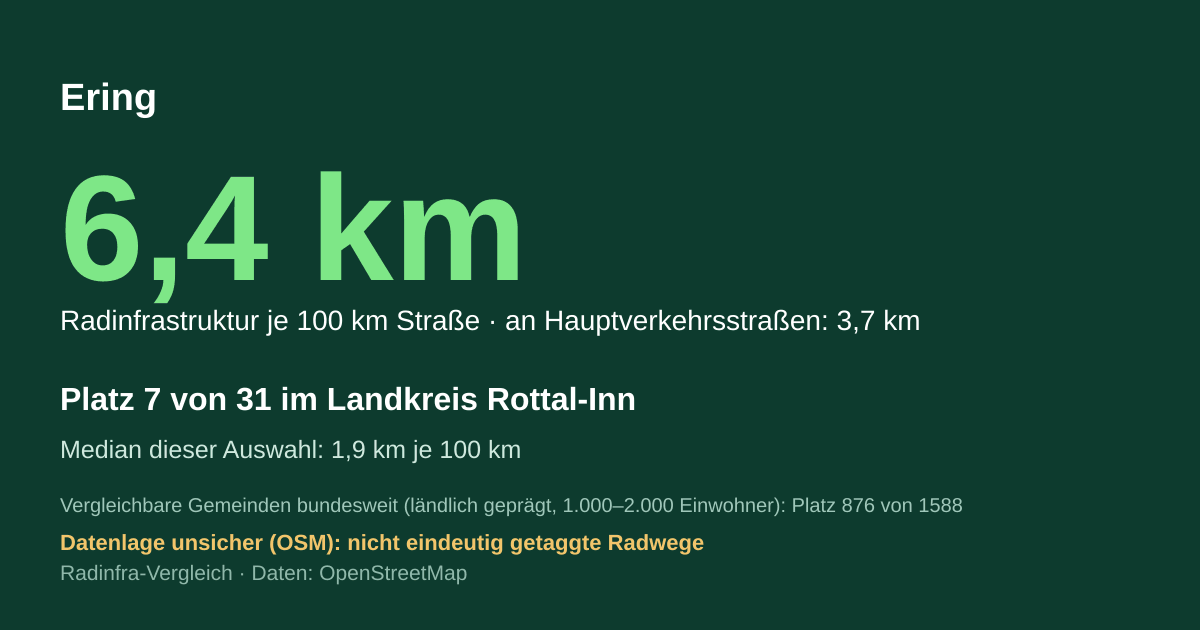 Ering
6,4 km
Radinfrastruktur je 100 km Straße · an Hauptverkehrsstraßen: 3,7 km
Platz 7 von 31 im Landkreis Rottal-Inn
Median dieser Auswahl: 1,9 km je 100 km
Vergleichbare Gemeinden bundesweit (ländlich geprägt, 1.000–2.000 Einwohner): Platz 876 von 1588
Datenlage unsicher (OSM): nicht eindeutig getaggte Radwege
Radinfra-Vergleich · Daten: OpenStreetMap